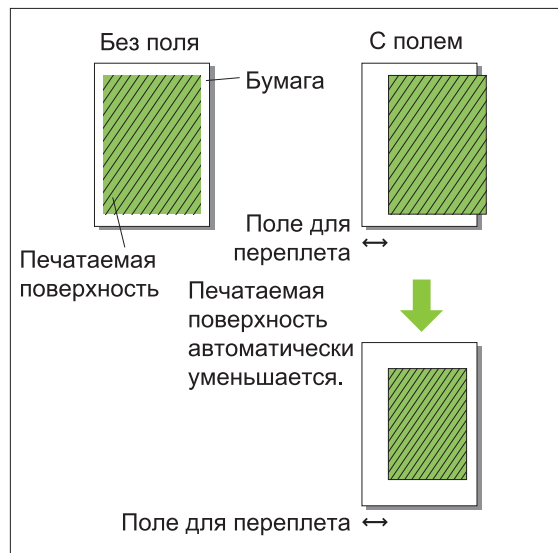 Без поля
С полем
Бумага
Печатаемая
поверхность
Поле для
переплета
Печатаемая
поверхность
автоматически
уменьшается.
Поле для переплета